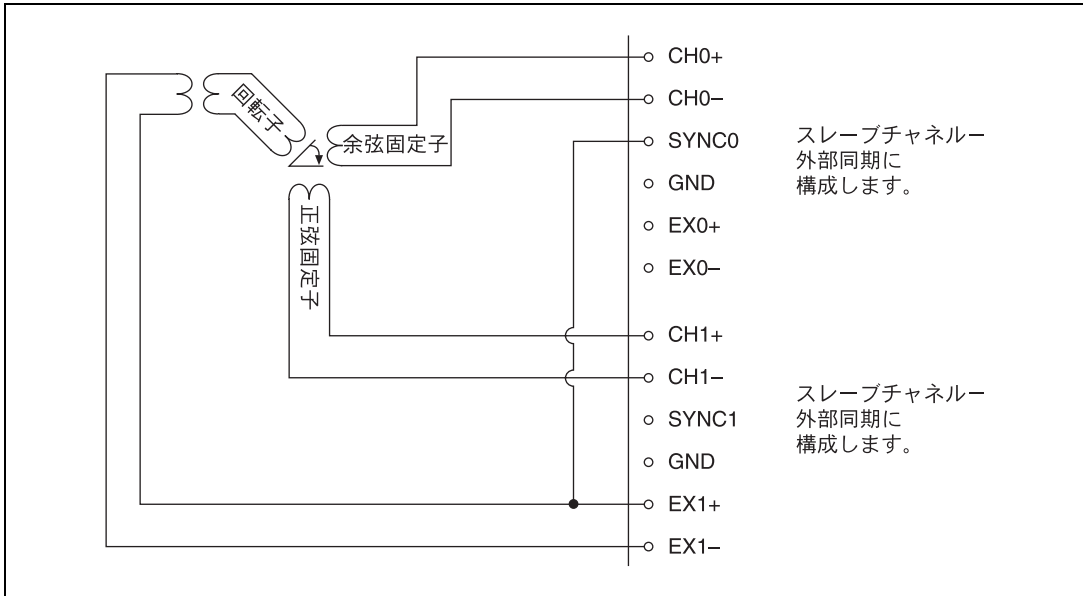 CH0+
CH0–
SYNC0
GND
EX0+
EX0–
スレーブチャネルー
外部同期に
構成します。
回転子
余弦固定子
正弦固定子
CH1+
CH1–
SYNC1
GND
EX1+
EX1–
スレーブチャネルー
外部同期に
構成します。